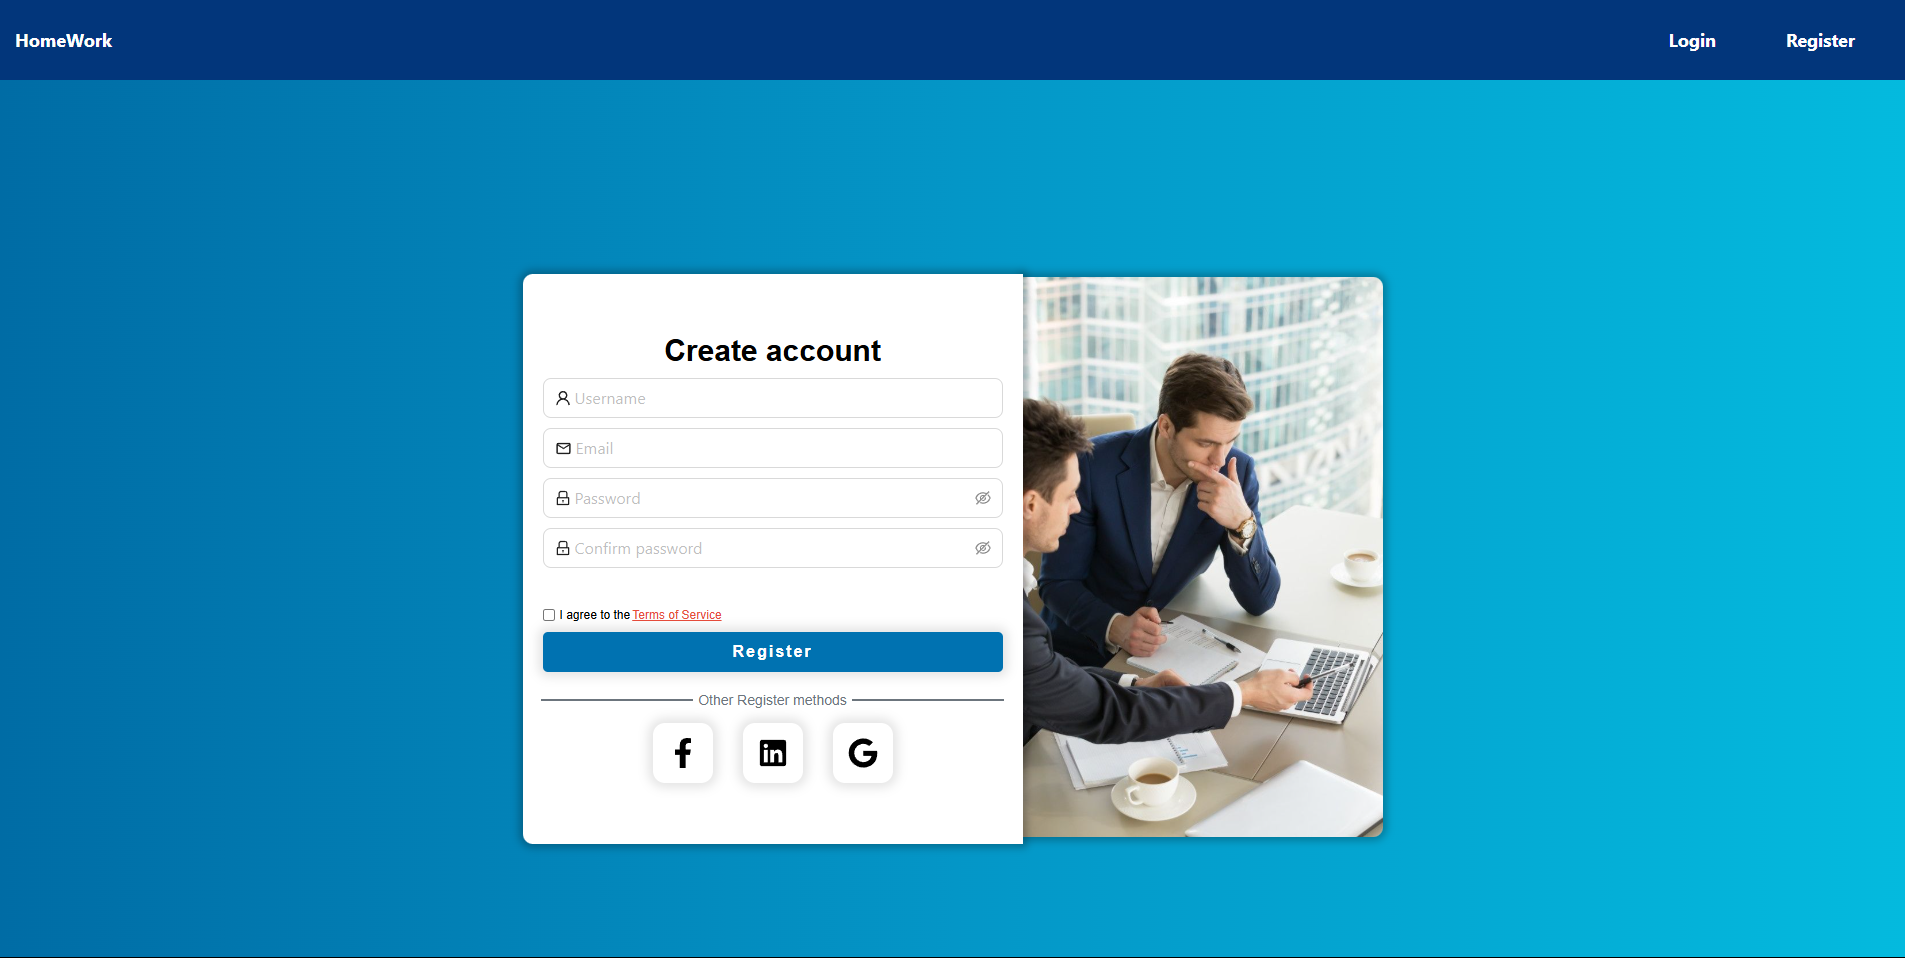 HomeWork
Login
Register
Create account
Username
Email
Password
Confirm password
I agree to the Terms of Service
Register
Other Register methods